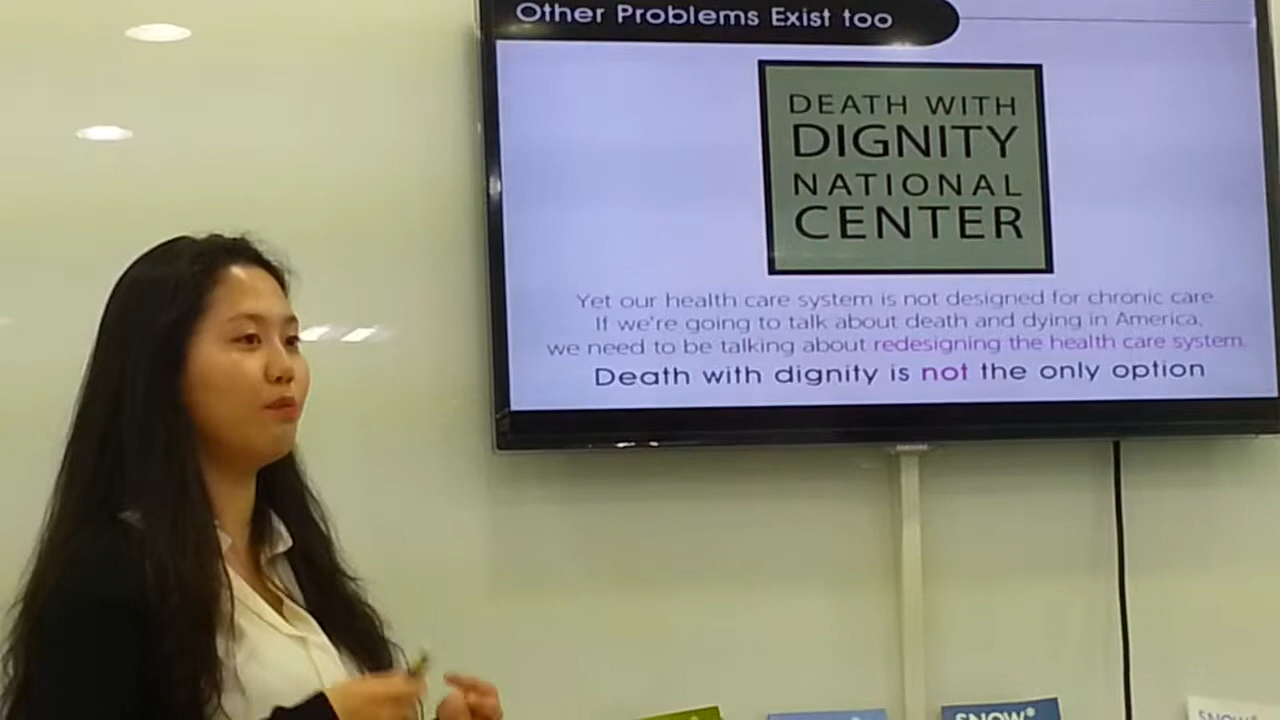 Other Problems Exist too
DEATH WITH
DIGNITY
NATIONAL
CENTER
Yet our health care system is not designed for chronic care
If we're going to talk about death and dying in America,
we need to be talking about redesigning the health care system.
Death with dignity is not the only option
SNOW®
SNOW®